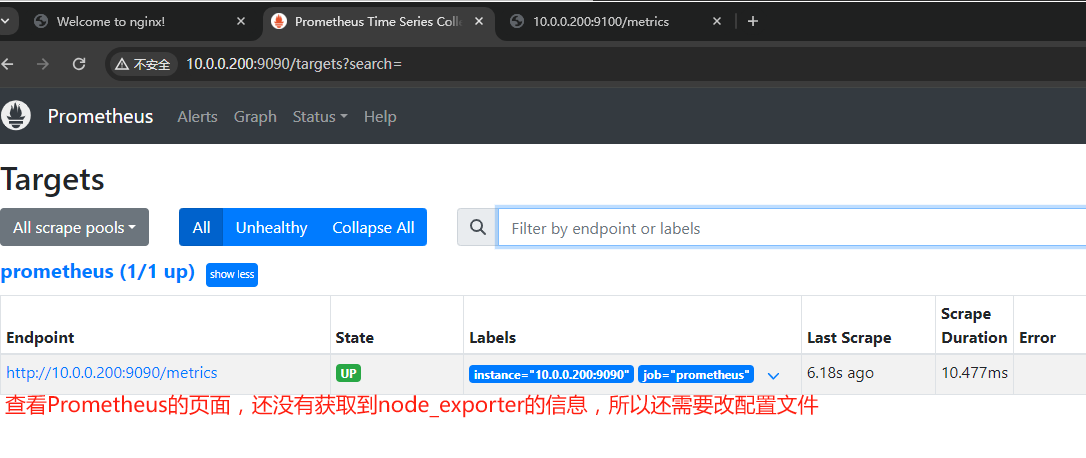 Welcome to nginx!
Prometheus Time Series Colle
10.0.0.200:9100/metrics
不安全 10.0.0.200:9090/targets?search=
Prometheus Alerts Graph Status Help
Targets
All scrape pools All Unhealthy Collapse All Filter by endpoint or labels
prometheus (1/1 up) show less
Endpoint State Labels Last Scrape Scrape Duration Error
http://10.0.0.200:9090/metrics UP instance="10.0.0.200:9090" job="prometheus" 6.18s ago 10.477ms
查看Prometheus的页面，还没有获取到node_exporter的信息，所以还需要改配置文件